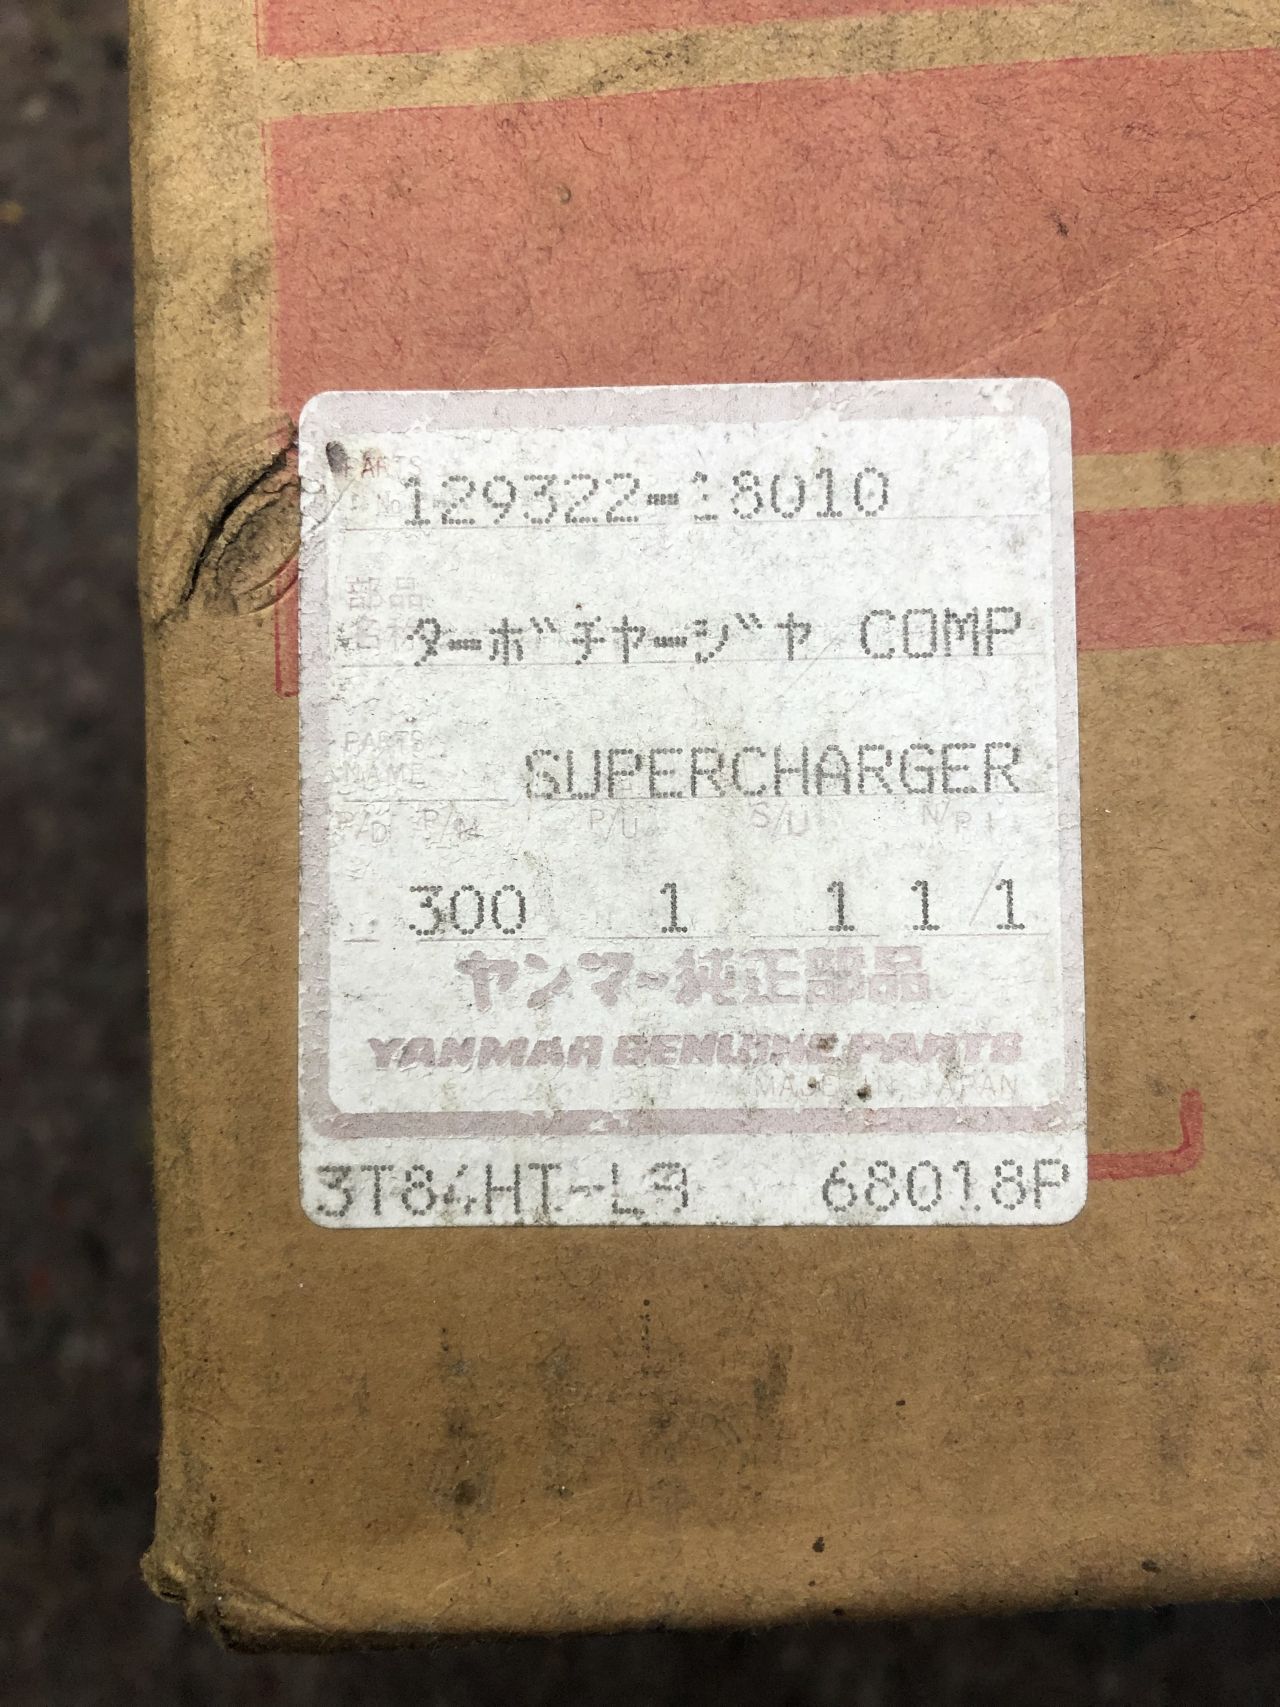 PARTS
No. 129322-18010
部品
名称 ターボチャージヤ COMP
PARTS
NAME SUPERCHARGER
P/D P/M P/U S/U N/P I
300 1 1 1/1
ヤンマー純正部品
YANMAR GENUINE PARTS
MADE IN JAPAN
3T84HT-L 68018P